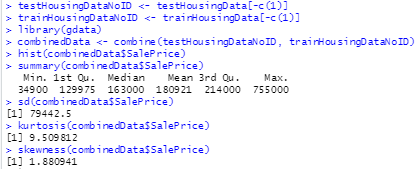 > testHousingDataNoID <- testHousingData[-c(1)]
> trainHousingDataNoID <- trainHousingData[-c(1)]
> library(gdata)
> combinedData <- combine(testHousingDataNoID, trainHousingDataNoID)
> hist(combinedData$SalePrice)
> summary(combinedData$SalePrice)
Min. 1st Qu. Median Mean 3rd Qu. Max.
34900 129975 163000 180921 214000 755000
> sd(combinedData$SalePrice)
[1] 79442.5
> kurtosis(combinedData$SalePrice)
[1] 9.509812
> skewness(combinedData$SalePrice)
[1] 1.880941